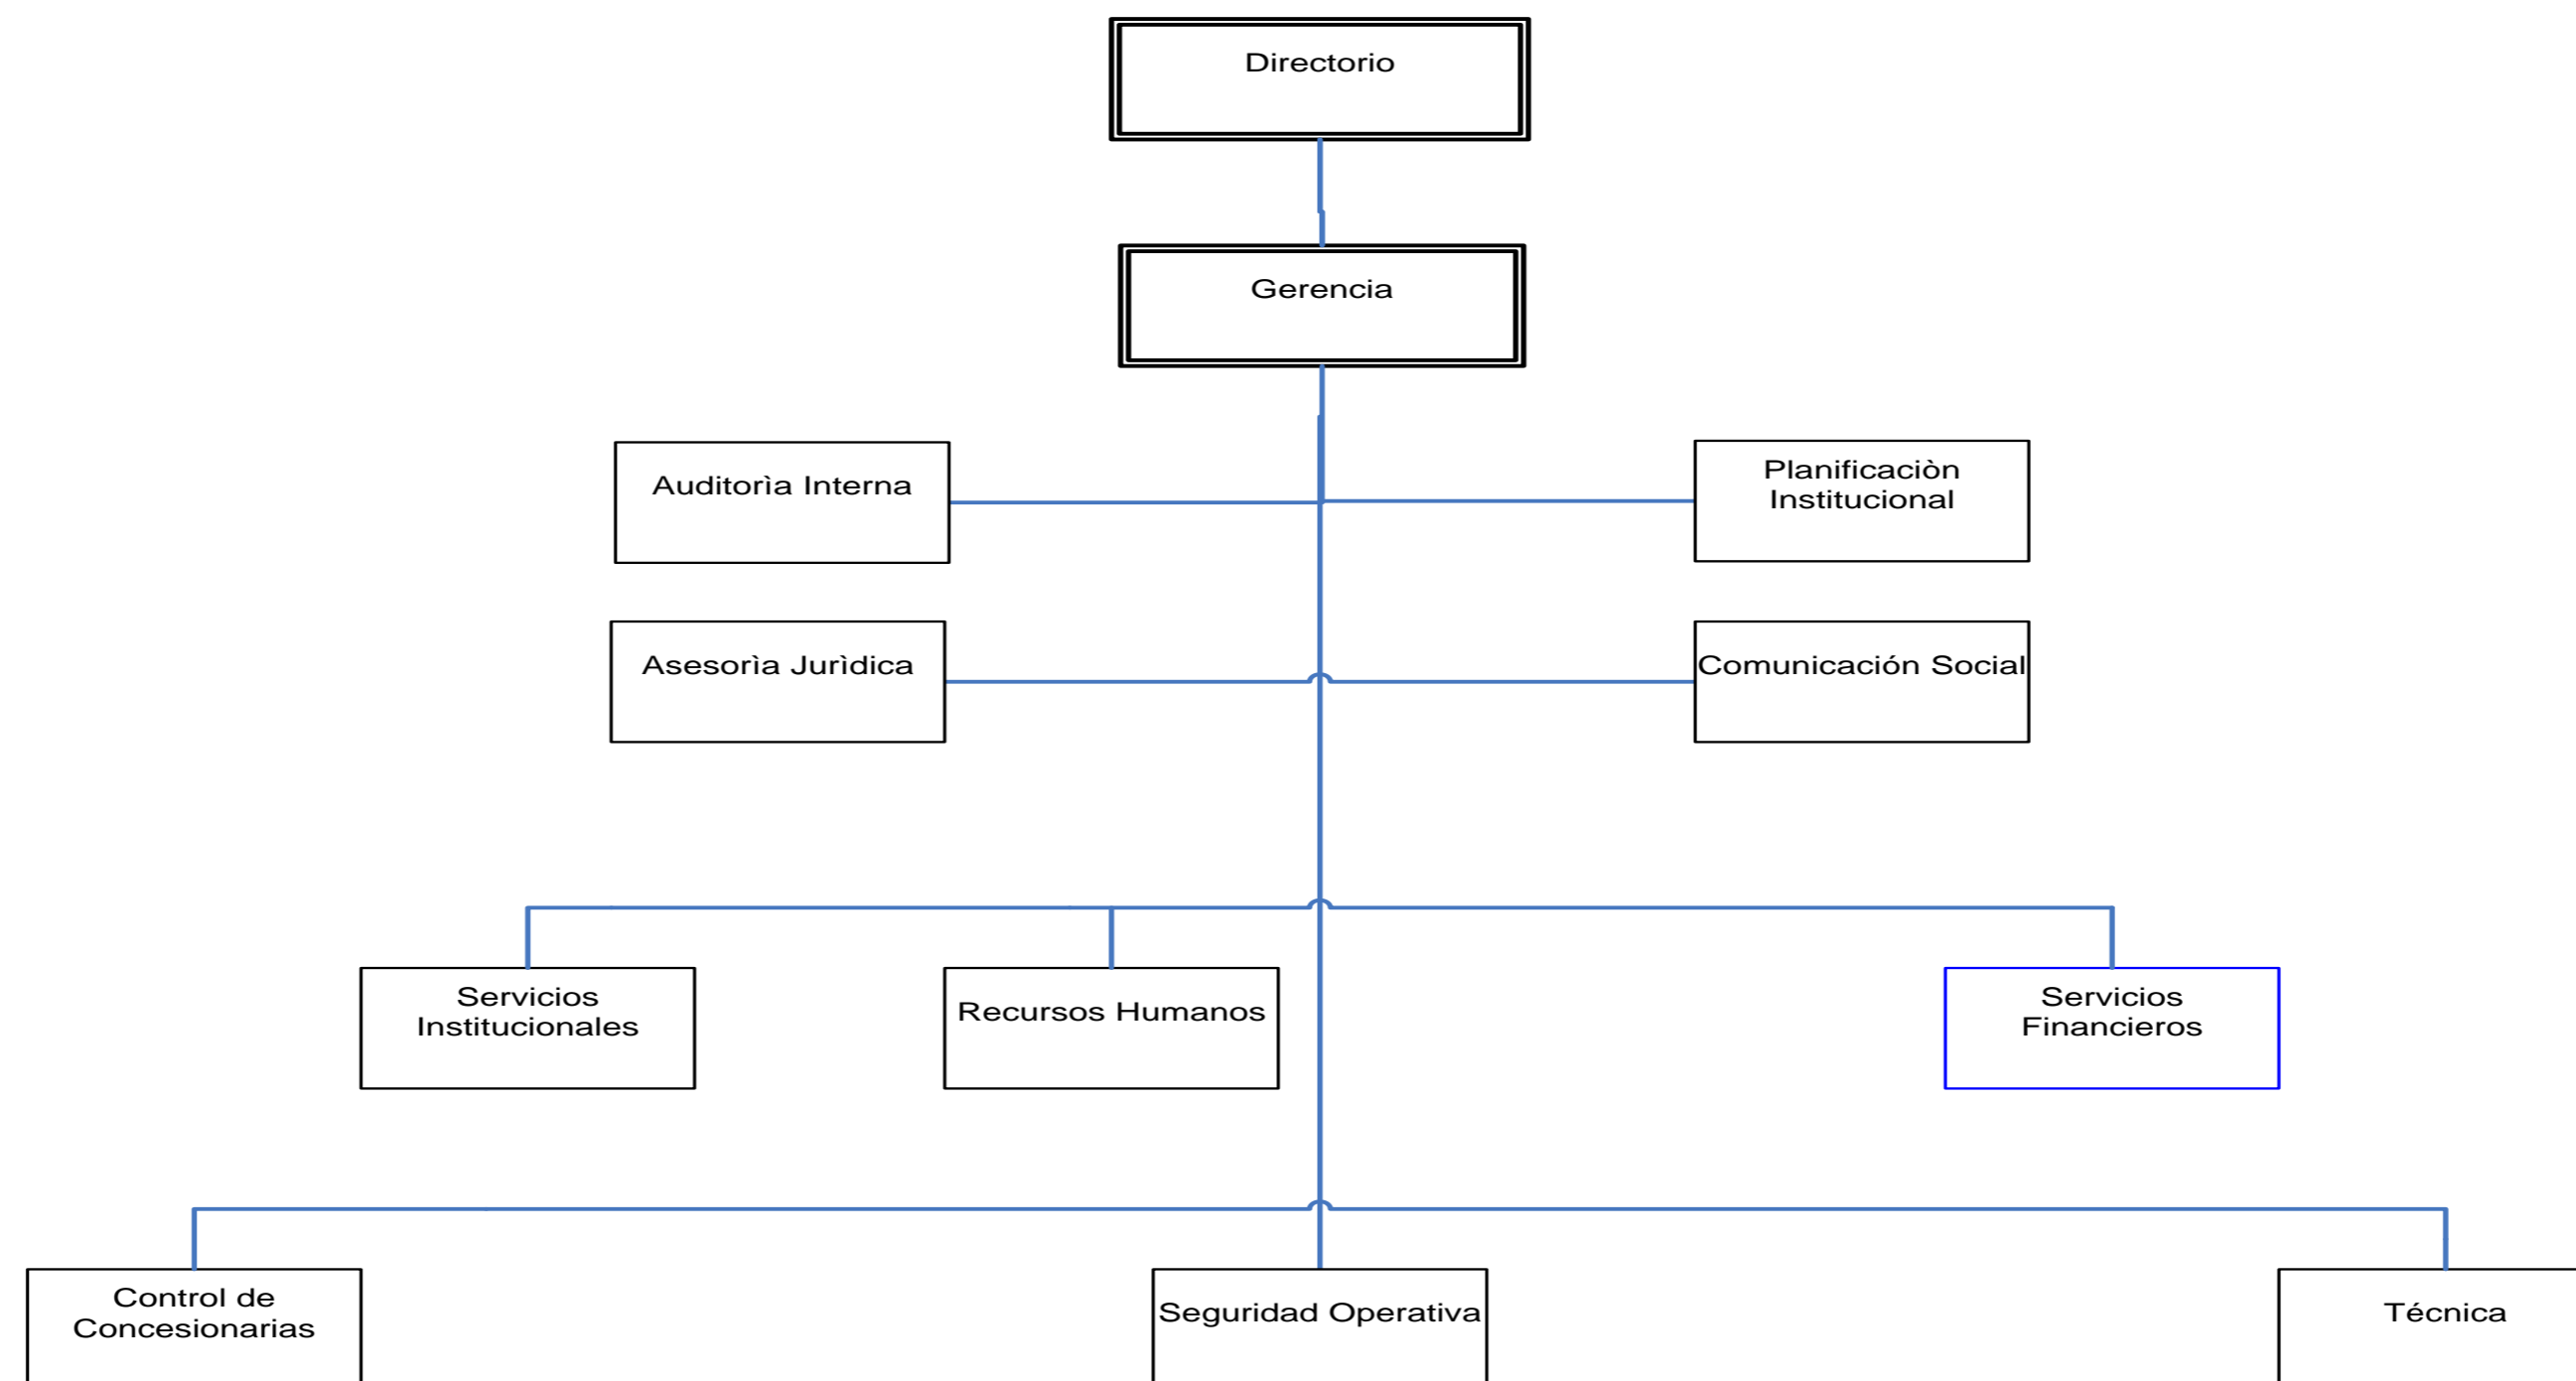 Directorio
Gerencia
Auditorìa Interna
Planificaciòn
Institucional
Asesorìa Jurìdica
Comunicación Social
Servicios
Institucionales
Recursos Humanos
Servicios
Financieros
Control de
Concesionarias
Seguridad Operativa
Técnica